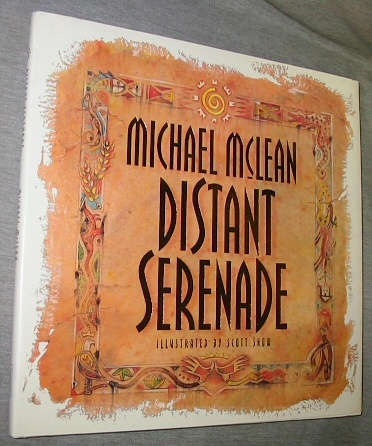 MICHAEL McLEAN
DISTANT
SERENADE
ILLUSTRATED BY SCOTT SNOW